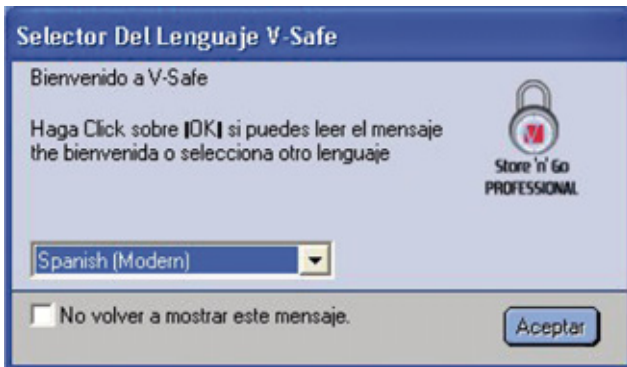 Selector Del Lenguaje V-Safe
Bienvenido a V-Safe
Haga Click sobre |OK| si puedes leer el mensaje
the bienvenida o selecciona otro lenguaje
Store 'n' Go
PROFESSIONAL
Spanish (Modern)
No volver a mostrar este mensaje.
Aceptar